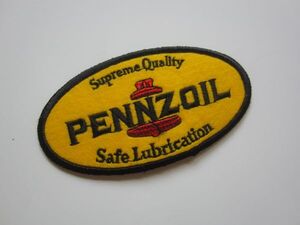 Supreme Quality
PENNZOIL
Safe Lubrication